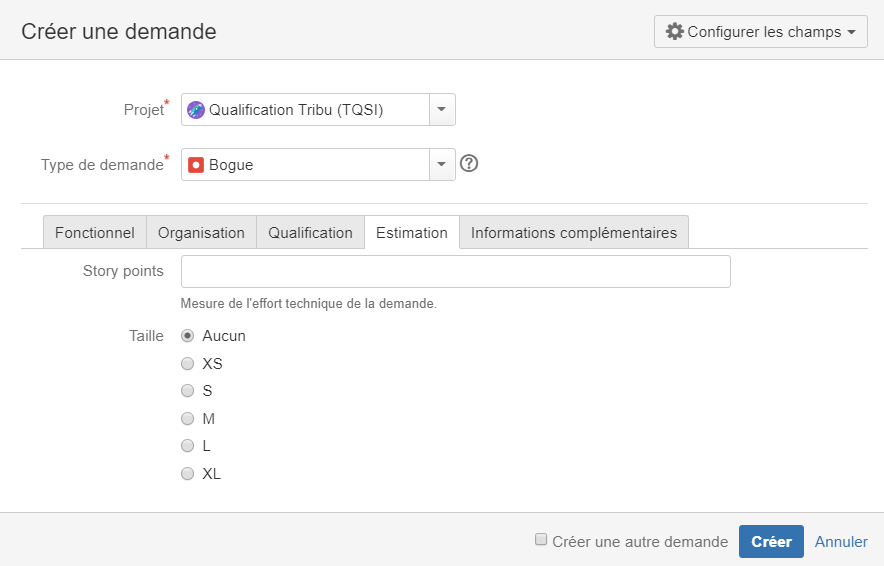 Créer une demande
Configurer les champs
Projet*
Qualification Tribu (TQSI)
Type de demande*
Bogue
?
Fonctionnel Organisation Qualification Estimation Informations complémentaires
Story points
Mesure de l'effort technique de la demande.
Taille
Aucun
XS
S
M
L
XL
Créer une autre demande Créer Annuler